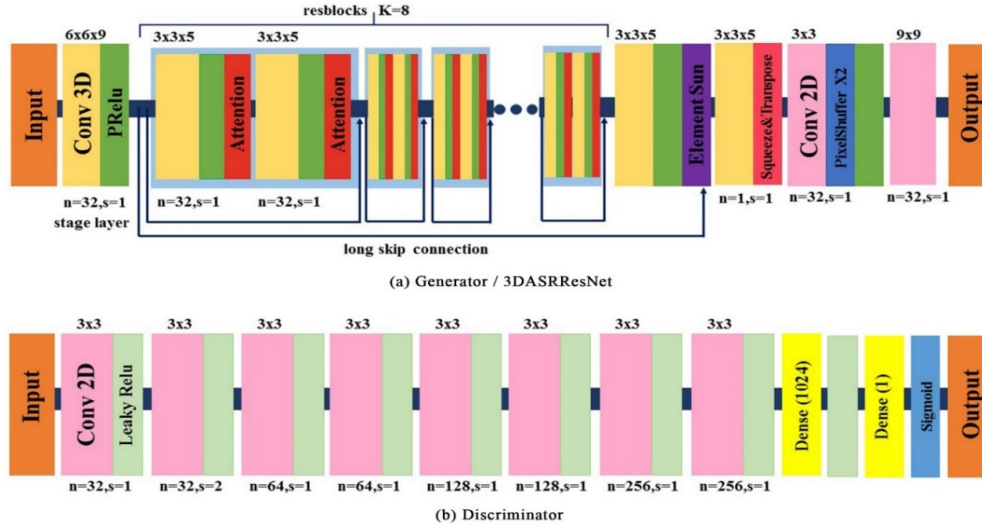 resblocks K=8
6x6x9
3x3x5
3x3x5
3x3x5
3x3x5
3x3
9x9
Input
Conv 3D
PRelu
Attention
Attention
Element Sun
Squeeze&Transpose
Conv 2D
PixelShuffer X2
Output
n=32,s=1
n=32,s=1
n=32,s=1
n=1,s=1
n=32,s=1
n=32,s=1
stage layer
long skip connection
(a) Generator / 3DASRResNet
3x3
3x3
3x3
3x3
3x3
3x3
3x3
3x3
Input
Conv 2D
Leaky Relu
Dense (1024)
Dense (1)
Sigmoid
Output
n=32,s=1
n=32,s=2
n=64,s=1
n=64,s=1
n=128,s=1
n=128,s=1
n=256,s=1
n=256,s=1
(b) Discriminator